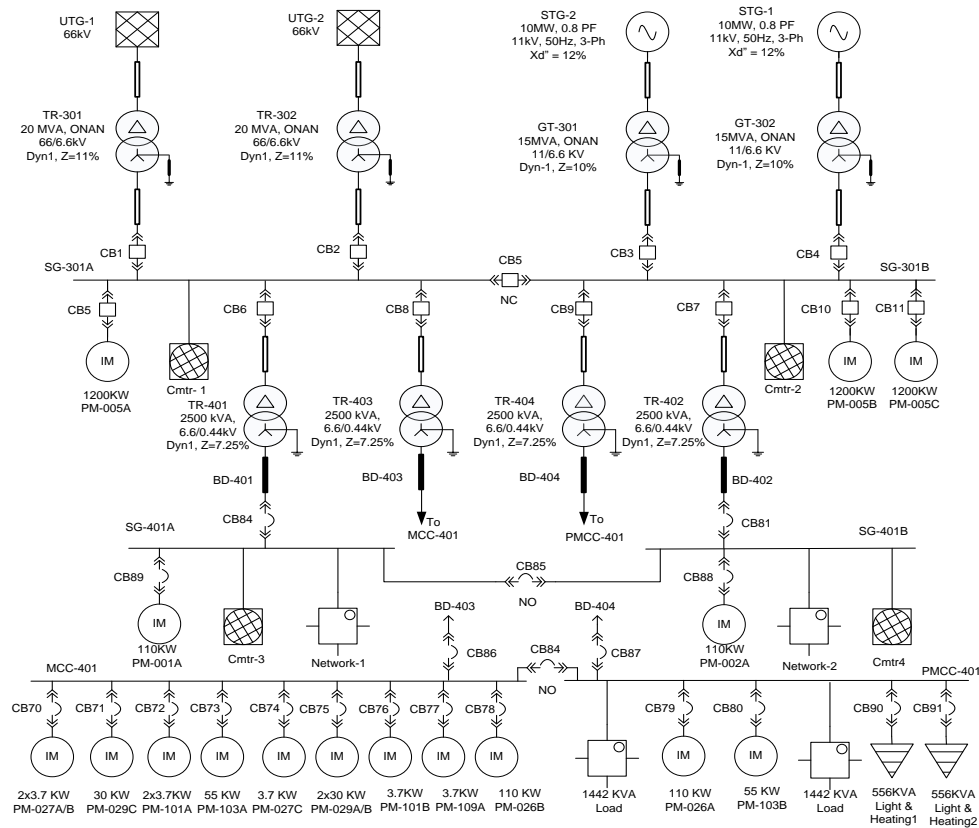 UTG-1
66kV
UTG-2
66kV
STG-2
10MW, 0.8 PF
11kV, 50Hz, 3-Ph
Xd" = 12%
STG-1
10MW, 0.8 PF
11kV, 50Hz, 3-Ph
Xd" = 12%
TR-301
20 MVA, ONAN
66/6.6kV
Dyn1, Z=11%
TR-302
20 MVA, ONAN
66/6.6kV
Dyn1, Z=11%
GT-301
15MVA, ONAN
11/6.6 KV
Dyn-1, Z=10%
GT-302
15MVA, ONAN
11/6.6 KV
Dyn-1, Z=10%
CB1
CB2
CB3
CB4
SG-301A
CB5
NC
SG-301B
CB5
CB6
CB8
CB9
CB7
CB10
CB11
IM
IM
IM
1200KW
PM-005A
Cmtr- 1
Cmtr-2
1200KW
PM-005B
1200KW
PM-005C
TR-401
2500 kVA,
6.6/0.44kV
Dyn1, Z=7.25%
TR-403
2500 kVA,
6.6/0.44kV
Dyn1, Z=7.25%
TR-404
2500 kVA,
6.6/0.44kV
Dyn1, Z=7.25%
TR-402
2500 kVA,
6.6/0.44kV
Dyn1, Z=7.25%
BD-401
BD-403
BD-404
BD-402
CB84
To
MCC-401
To
PMCC-401
CB81
SG-401A
SG-401B
CB89
CB85
NO
CB88
IM
IM
110KW
PM-001A
Cmtr-3
Network-1
110KW
PM-002A
Network-2
Cmtr4
BD-403
BD-404
CB86
CB84
NO
CB87
MCC-401
PMCC-401
CB70
CB71
CB72
CB73
CB74
CB75
CB76
CB77
CB78
CB79
CB80
CB90
CB91
IM
IM
IM
IM
IM
IM
IM
IM
IM
IM
IM
2x3.7 KW
PM-027A/B
30 KW
PM-029C
2x3.7KW
PM-101A
55 KW
PM-103A
3.7 KW
PM-027C
2x30 KW
PM-029A/B
3.7KW
PM-101B
3.7KW
PM-109A
110 KW
PM-026B
1442 KVA
Load
110 KW
PM-026A
55 KW
PM-103B
1442 KVA
Load
556KVA
Light &
Heating1
556KVA
Light &
Heating2